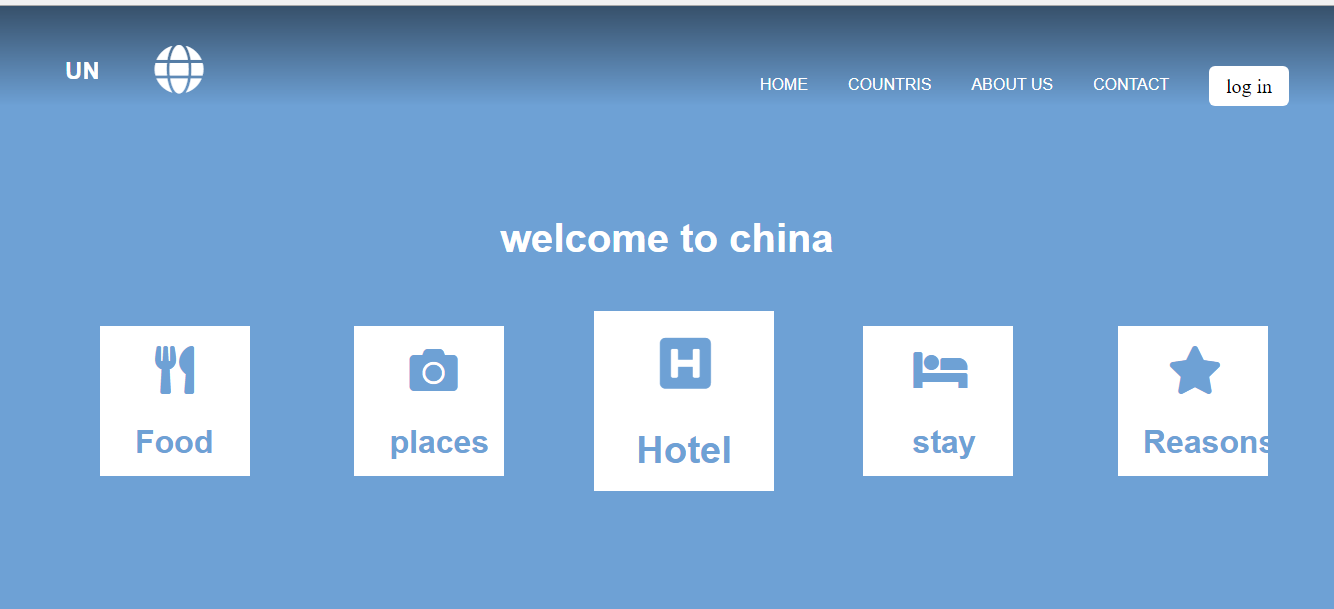 UN
HOME COUNTRIS ABOUT US CONTACT log in
welcome to china
H
Food places Hotel stay Reasons